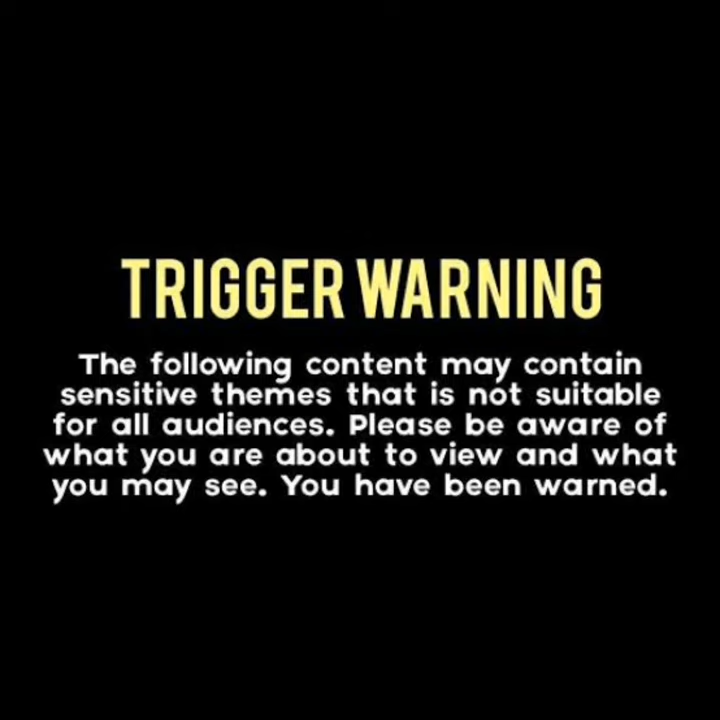 TRIGGER WARNING
The following content may contain
sensitive themes that is not suitable
for all audiences. Please be aware of
what you are about to view and what
you may see. You have been warned.